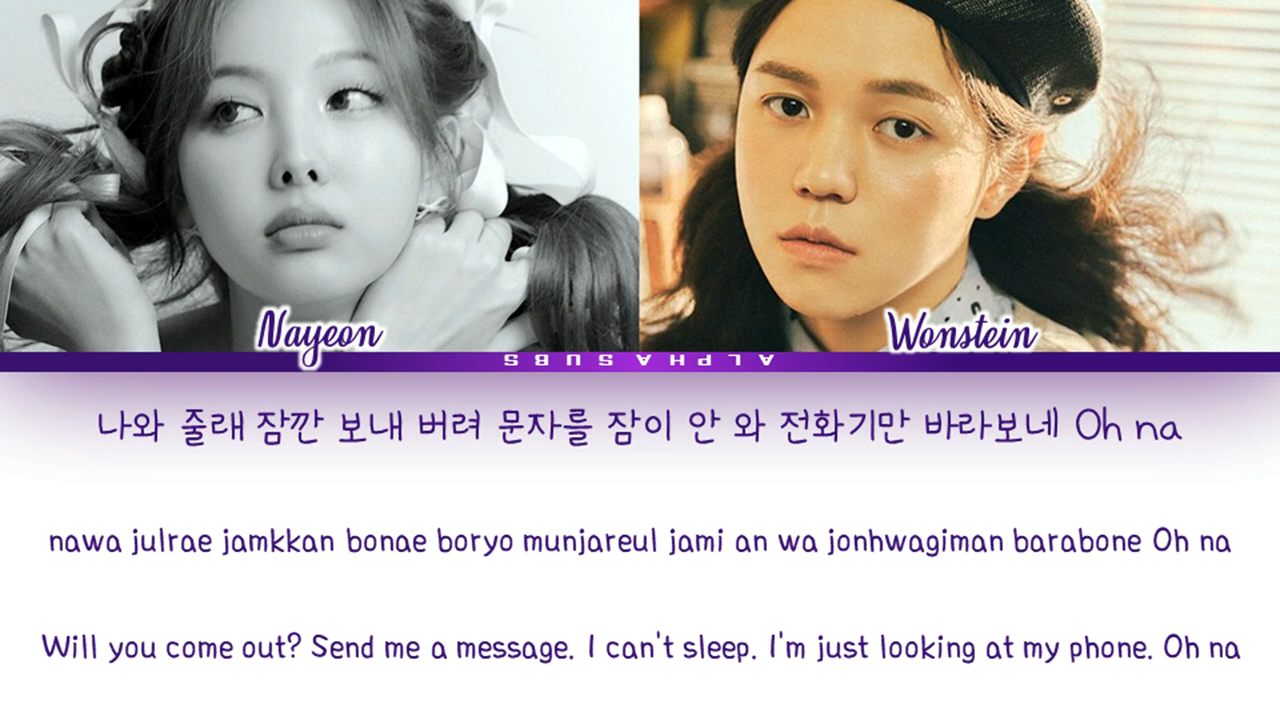 Nayeon
Wonstein
ALPHASUBS
나와 줄래 잠깐 보내 버려 문자를 잠이 안 와 전화기만 바라보네 Oh na
nawa julrae jamkkan bonae boryo munjareul jami an wa jonhwagiman barabone Oh na
Will you come out? Send me a message. I can't sleep. I'm just looking at my phone. Oh na